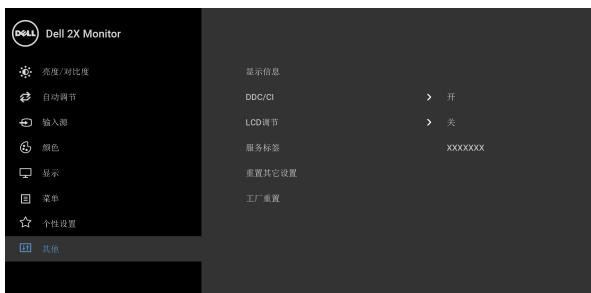 DELL Dell 2X Monitor
亮度/对比度 显示信息
自动调节 DDC/CI > 开
输入源 LCD调节 > 关
颜色 服务标签 XXXXXXX
显示 重置其它设置
菜单 工厂重置
个性设置
其他